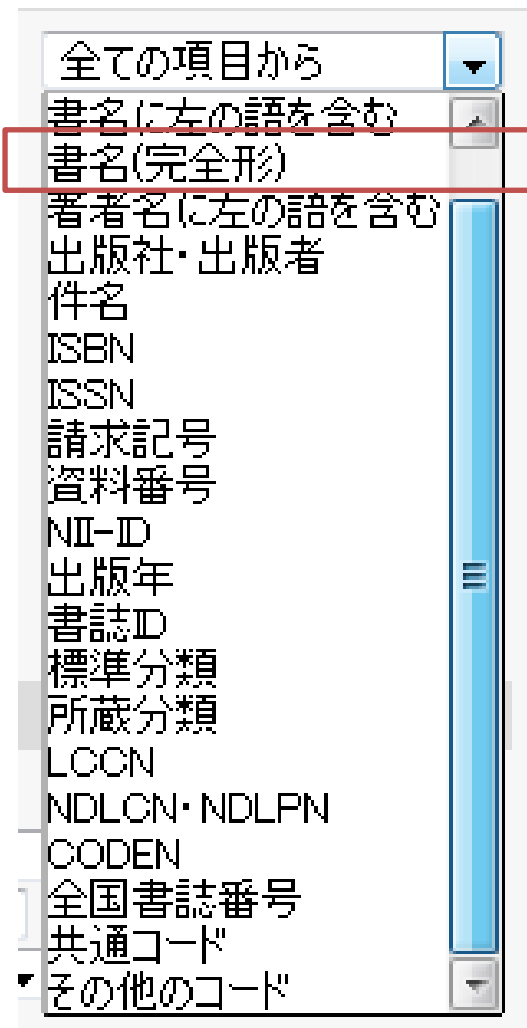 全ての項目から
書名に左の語を含む
書名(完全形)
著者名に左の語を含む
出版社・出版者
件名
ISBN
ISSN
請求記号
資料番号
NII-ID
出版年
書誌ID
標準分類
所蔵分類
LCCN
NDLCN・NDLPN
CODEN
全国書誌番号
共通コード
その他のコード